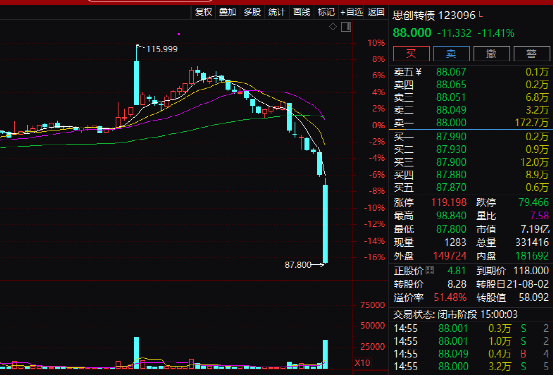 复权 叠加 多股 统计 画线 标记 +自选 返回
思创转债 123096 L
88.000 -11.332 -11.41%
买 卖 撤 警
115.999
87.800
10%
8%
6%
4%
2%
0%
-2%
-4%
-6%
-8%
-10%
-12%
-14%
-16%
75000
50000
25000
X10
卖五¥ 88.067 0.1万
卖四 88.065 0.2万
卖三 88.051 6.8万
卖二 88.049 3.2万
卖一 88.000 172.7万
买一 87.990 0.2万
买二 87.930 0.9万
买三 87.900 12.0万
买四 87.880 8.9万
买五 87.870 0.6万
涨停 119.198 跌停 79.466
最高 98.840 量比 7.58
最低 87.800 市值 7.19亿
现量 1283 总量 331416
外盘 149724 内盘 181692
正股价 4.81 到期价 118.000
转股价 8.28 转股日 21-08-02
溢价率 51.48% 转股值 58.092
交易状态: 闭市阶段 15:00:03
14:55 88.001 0.3万 S 2
14:55 88.001 1.0万 S 2
14:55 88.049 0.4万 B 4
14:55 88.000 3.2万 S 5